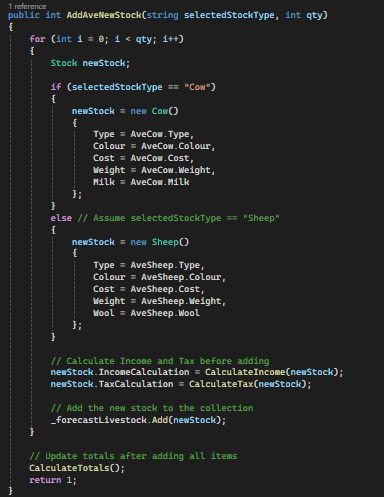 1 reference
public int AddAveNewStock(string selectedStockType, int qty)
{
    for (int i = 0; i < qty; i++)
    {
        Stock newStock;

        if (selectedStockType == "Cow")
        {
            newStock = new Cow()
            {
                Type = AveCow.Type,
                Colour = AveCow.Colour,
                Cost = AveCow.Cost,
                Weight = AveCow.Weight,
                Milk = AveCow.Milk
            };
        }
        else // Assume selectedStockType == "Sheep"
        {
            newStock = new Sheep()
            {
                Type = AveSheep.Type,
                Colour = AveSheep.Colour,
                Cost = AveSheep.Cost,
                Weight = AveSheep.Weight,
                Wool = AveSheep.Wool
            };
        }

        // Calculate Income and Tax before adding
        newStock.IncomeCalculation = CalculateIncome(newStock);
        newStock.TaxCalculation = CalculateTax(newStock);

        // Add the new stock to the collection
        _forecastLivestock.Add(newStock);
    }

    // Update totals after adding all items
    CalculateTotals();
    return 1;
}